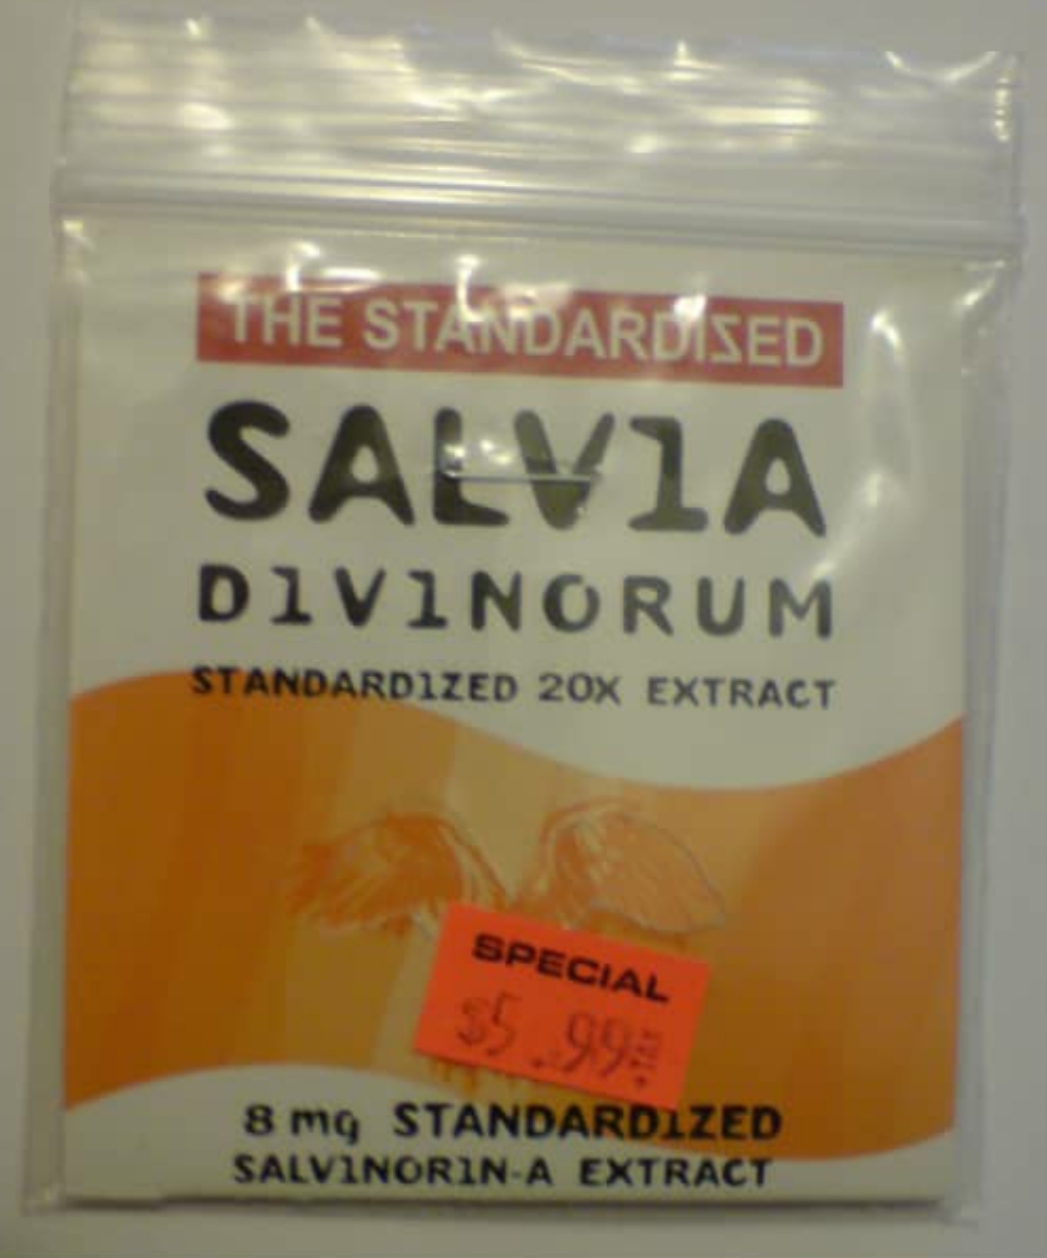 THE STANDARDIZED
SALV1A
D1V1NORUM
STANDARD1ZED 20X EXTRACT
SPECIAL
$5.99
8 mg STANDARD1ZED
SALV1NOR1N-A EXTRACT